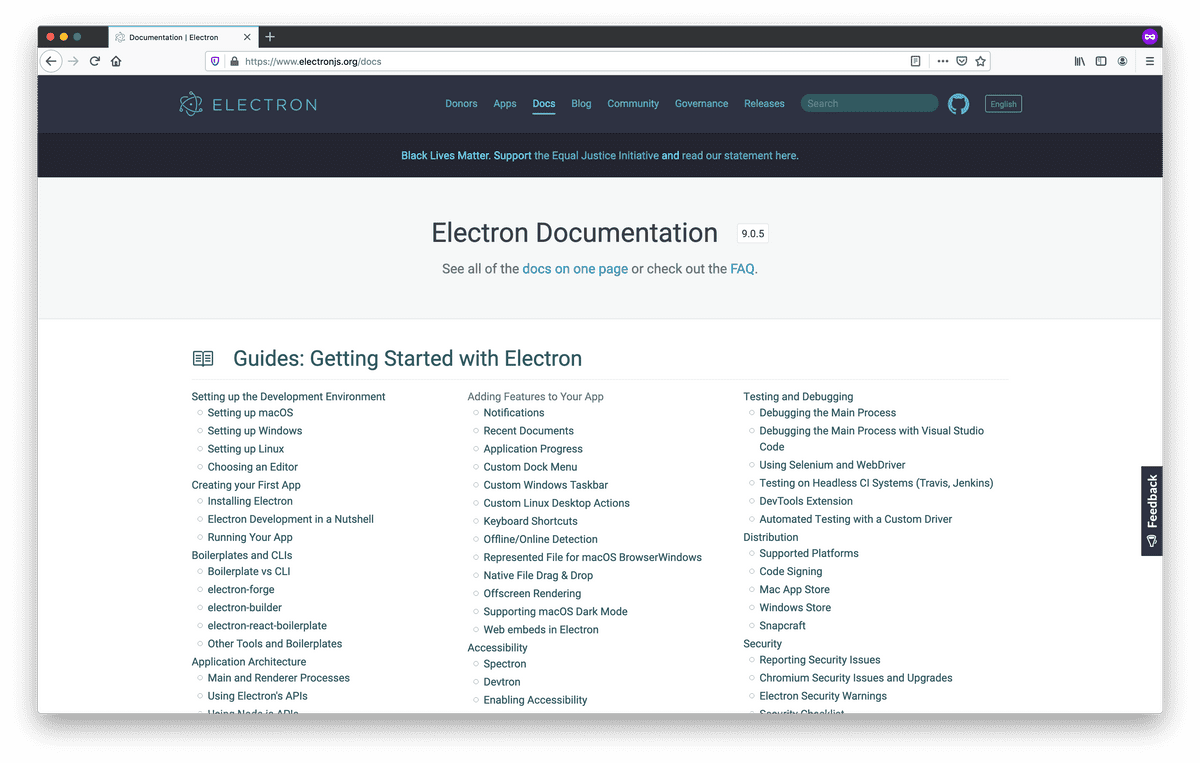 Documentation | Electron
https://www.electronjs.org/docs
ELECTRON
Donors Apps Docs Blog Community Governance Releases Search English
Black Lives Matter. Support the Equal Justice Initiative and read our statement here.
Electron Documentation 9.0.5
See all of the docs on one page or check out the FAQ.
Guides: Getting Started with Electron
Setting up the Development Environment
Setting up macOS
Setting up Windows
Setting up Linux
Choosing an Editor
Creating your First App
Installing Electron
Electron Development in a Nutshell
Running Your App
Boilerplates and CLIs
Boilerplate vs CLI
electron-forge
electron-builder
electron-react-boilerplate
Other Tools and Boilerplates
Application Architecture
Main and Renderer Processes
Using Electron's APIs
Using Node.js APIs
Adding Features to Your App
Notifications
Recent Documents
Application Progress
Custom Dock Menu
Custom Windows Taskbar
Custom Linux Desktop Actions
Keyboard Shortcuts
Offline/Online Detection
Represented File for macOS BrowserWindows
Native File Drag & Drop
Offscreen Rendering
Supporting macOS Dark Mode
Web embeds in Electron
Accessibility
Spectron
Devtron
Enabling Accessibility
Testing and Debugging
Debugging the Main Process
Debugging the Main Process with Visual Studio
Code
Using Selenium and WebDriver
Testing on Headless CI Systems (Travis, Jenkins)
DevTools Extension
Automated Testing with a Custom Driver
Distribution
Supported Platforms
Code Signing
Mac App Store
Windows Store
Snapcraft
Security
Reporting Security Issues
Chromium Security Issues and Upgrades
Electron Security Warnings
Security Checklist
Feedback